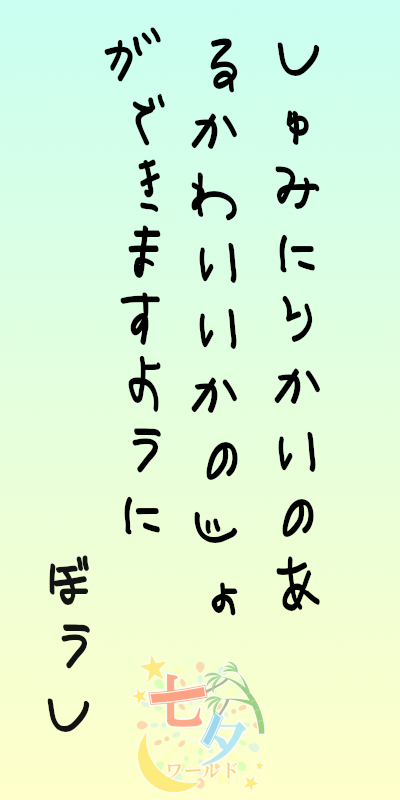 しゅみにりかいのあ
るかわいいかのじょ
ができますように
ぼうし
七夕
ワールド